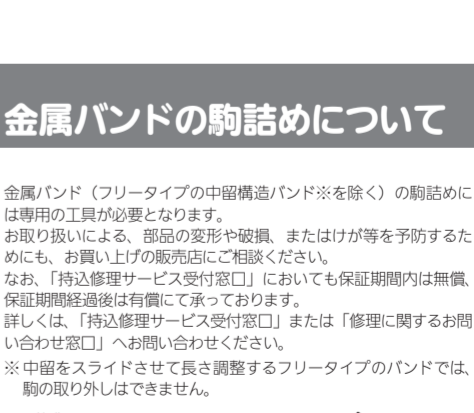 金属バンドの駒詰めについて
金属バンド（フリータイプの中留構造バンド※を除く）の駒詰めに
は専用の工具が必要となります。
お取り扱いによる、部品の変形や破損、またはけが等を予防するた
めにも、お買い上げの販売店にご相談ください。
なお、「持込修理サービス受付窓口」においても保証期間内は無償、
保証期間経過後は有償にて承っております。
詳しくは、「持込修理サービス受付窓口」または「修理に関するお問
い合わせ窓口」へお問い合わせください。
※中留をスライドさせて長さ調整するフリータイプのバンドでは、
駒の取り外しはできません。